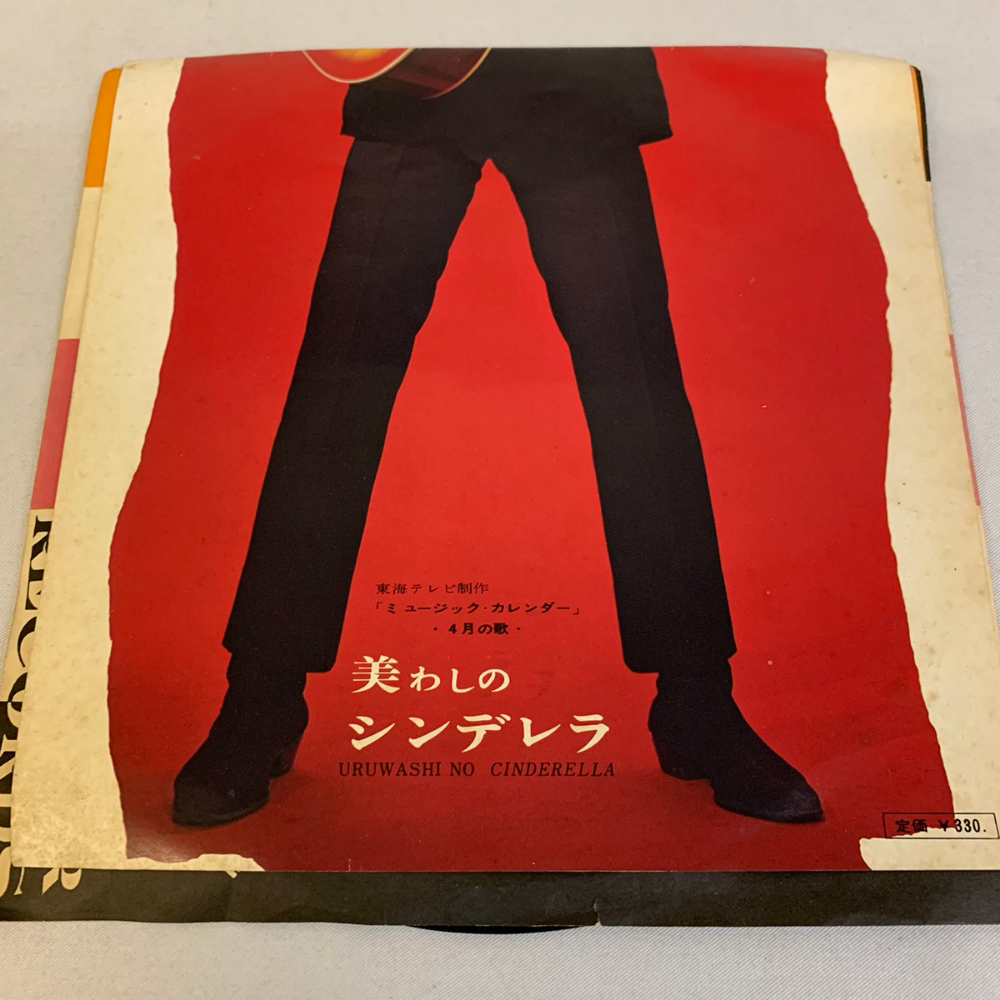 東海テレビ制作
「ミュージック・カレンダー」
・4月の歌・
美わしの
シンデレラ
URUWASHI NO CINDERELLA
定価 ¥330.